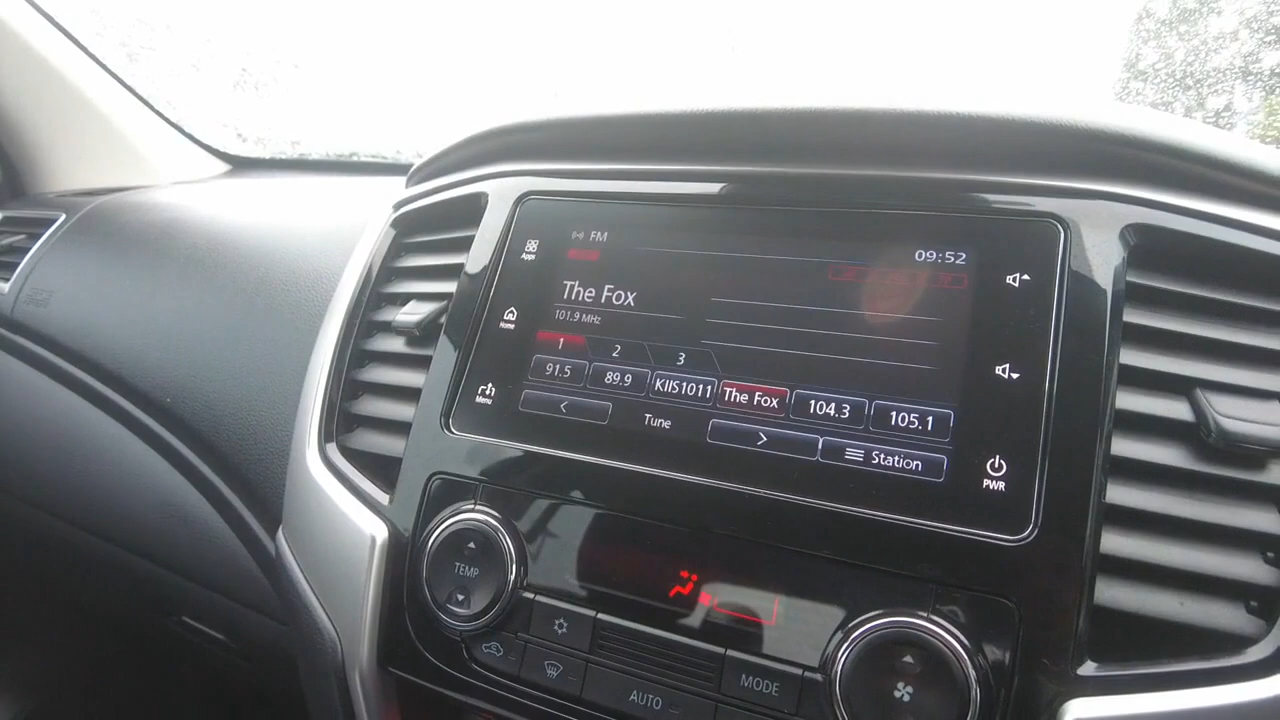 FM
09:52
Apps
The Fox
101.9 MHz
Home
1 2 3
91.5 89.9 KIIS1011 The Fox 104.3 105.1
Menu
< Tune > Station
PWR
TEMP
AUTO
MODE